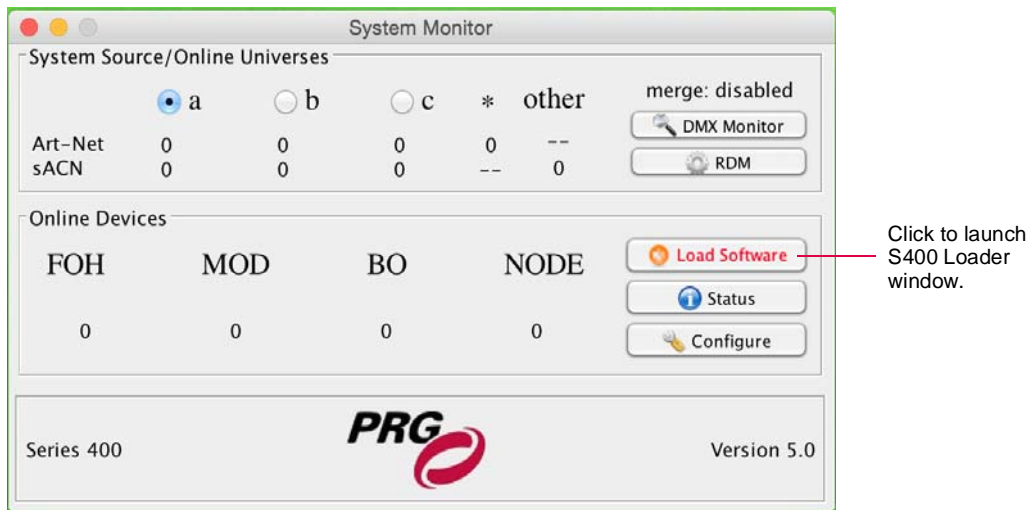 System Monitor
System Source/Online Universes
a b c * other
merge: disabled
DMX Monitor
Art-Net 0 0 0 0 --
sACN 0 0 0 -- 0
RDM
Online Devices
FOH MOD BO NODE
Load Software
Click to launch
S400 Loader
window.
Status
0 0 0 0
Configure
Series 400
PRG
Version 5.0